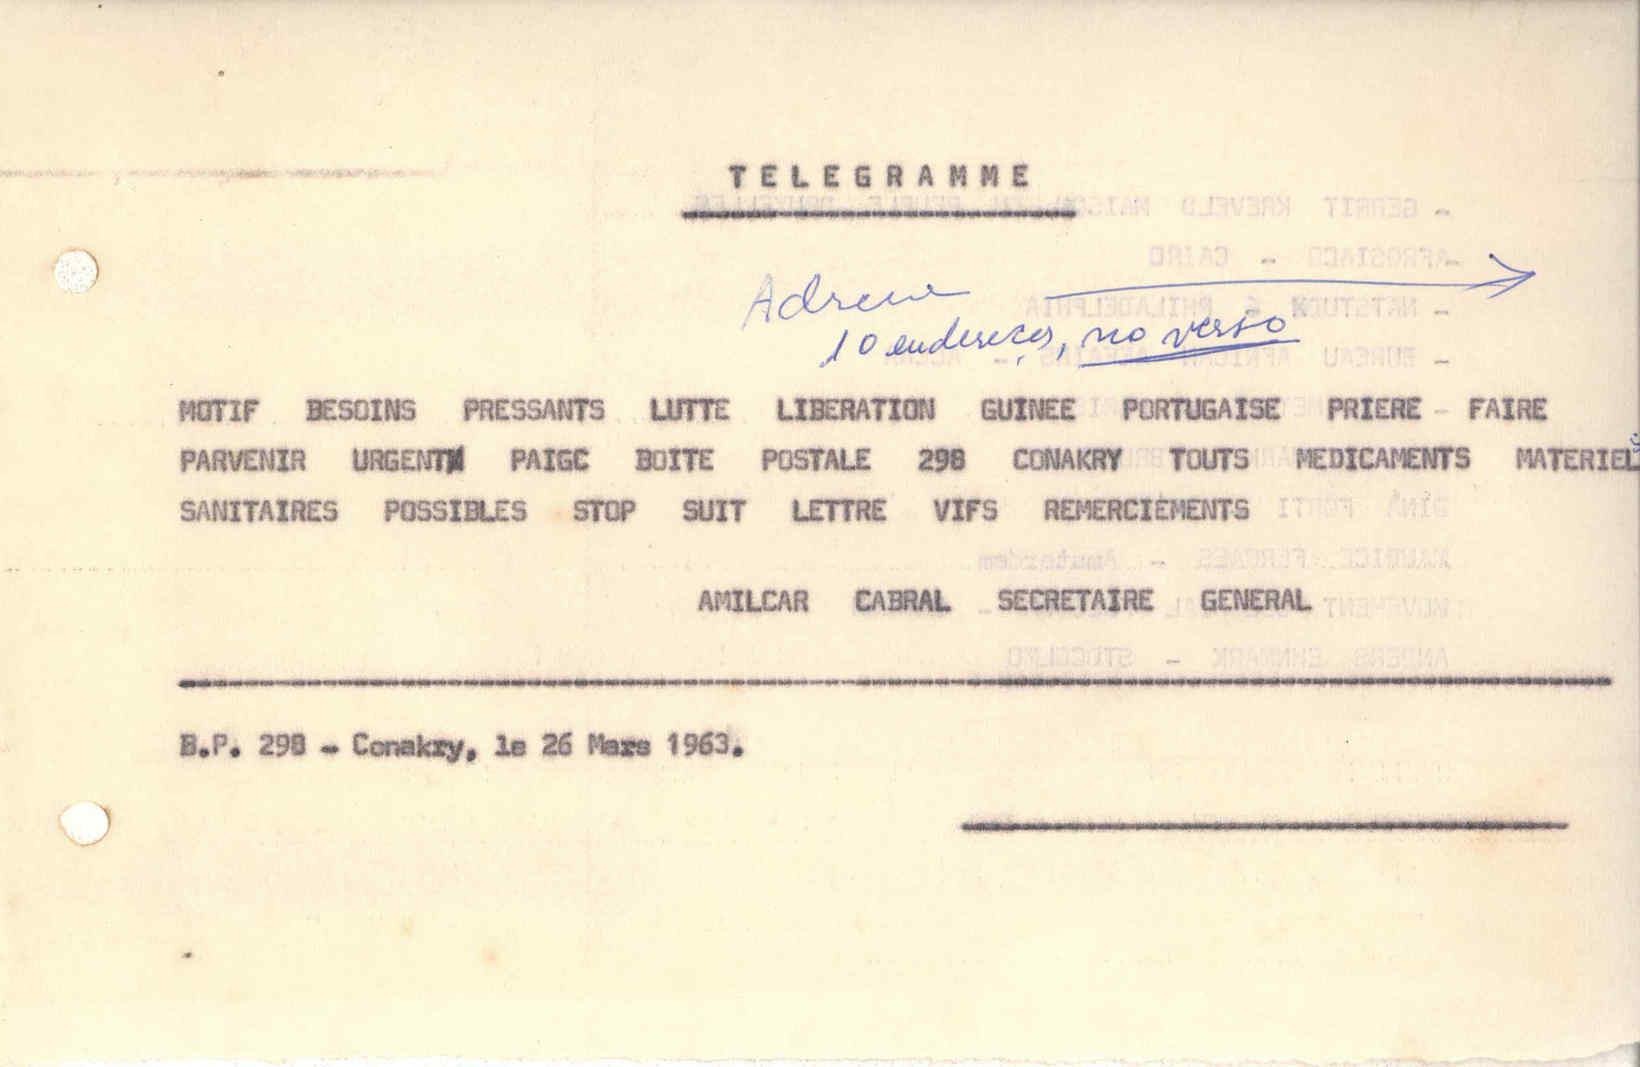 TELEGRAMME
Adresse
10 endereços, no verso
MOTIF BESOINS PRESSANTS LUTTE LIBERATION GUINEE PORTUGAISE PRIERE FAIRE
PARVENIR URGENT PAIGC BOITE POSTALE 298 CONAKRY TOUTS MEDICAMENTS MATERIELS
SANITAIRES POSSIBLES STOP SUIT LETTRE VIFS REMERCIEMENTS
AMILCAR CABRAL SECRETAIRE GENERAL
B.P. 298 - Conakry, le 26 Mars 1963.